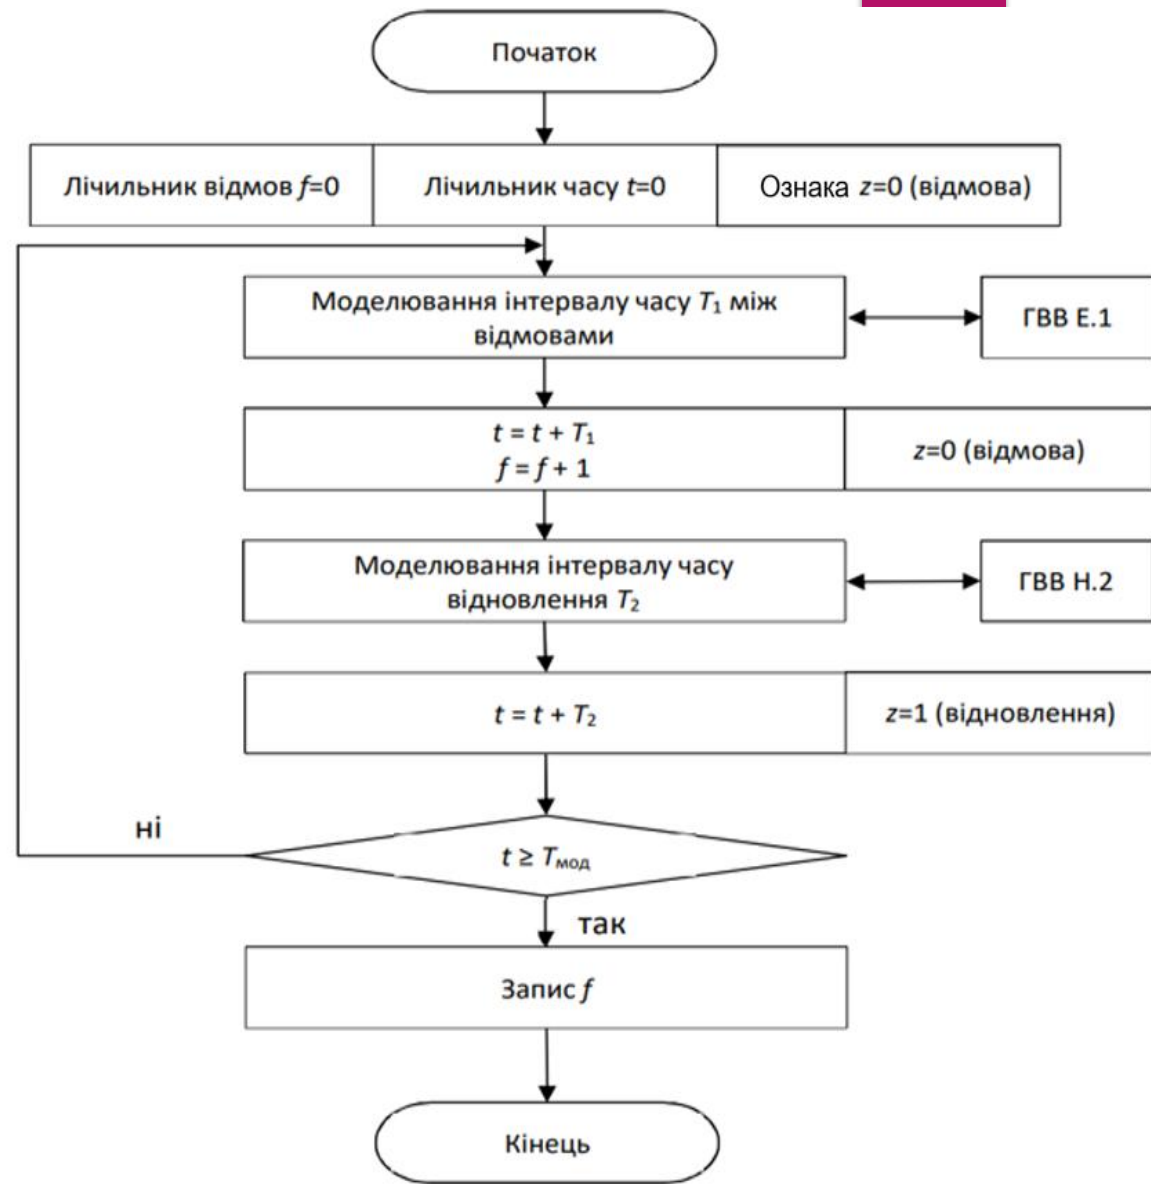 Початок
Лічильник відмов f=0
Лічильник часу t=0
Ознака z=0 (відмова)
Моделювання інтервалу часу T₁ між
відмовами
ГВВ Е.1
t = t + T₁
f = f + 1
z=0 (відмова)
Моделювання інтервалу часу
відновлення T₂
ГВВ Н.2
t = t + T₂
z=1 (відновлення)
ні
t ≥ Tмод
так
Запис f
Кінець